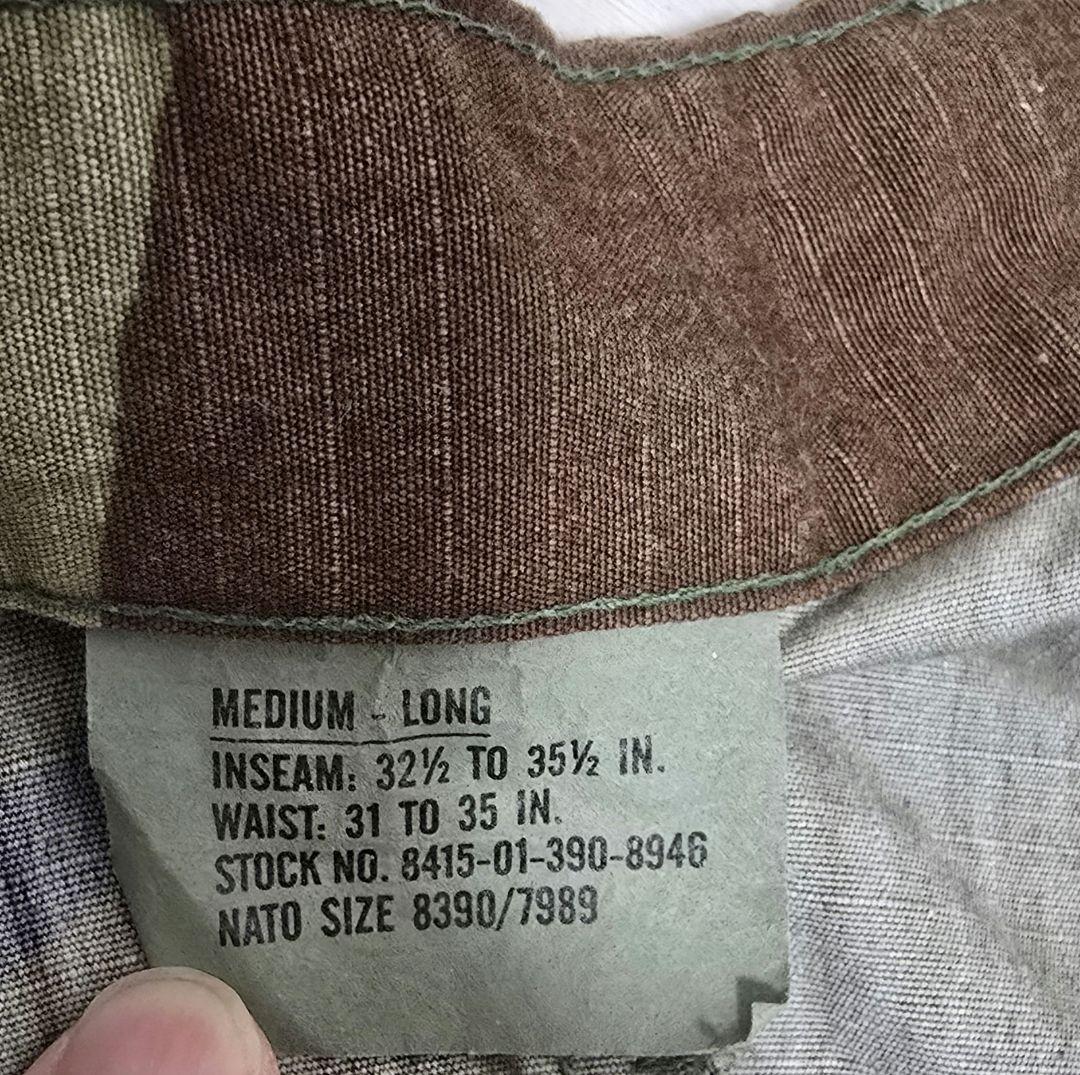 MEDIUM - LONG
INSEAM: 32½ TO 35½ IN.
WAIST: 31 TO 35 IN.
STOCK NO. 8415-01-390-8946
NATO SIZE 8390/7989